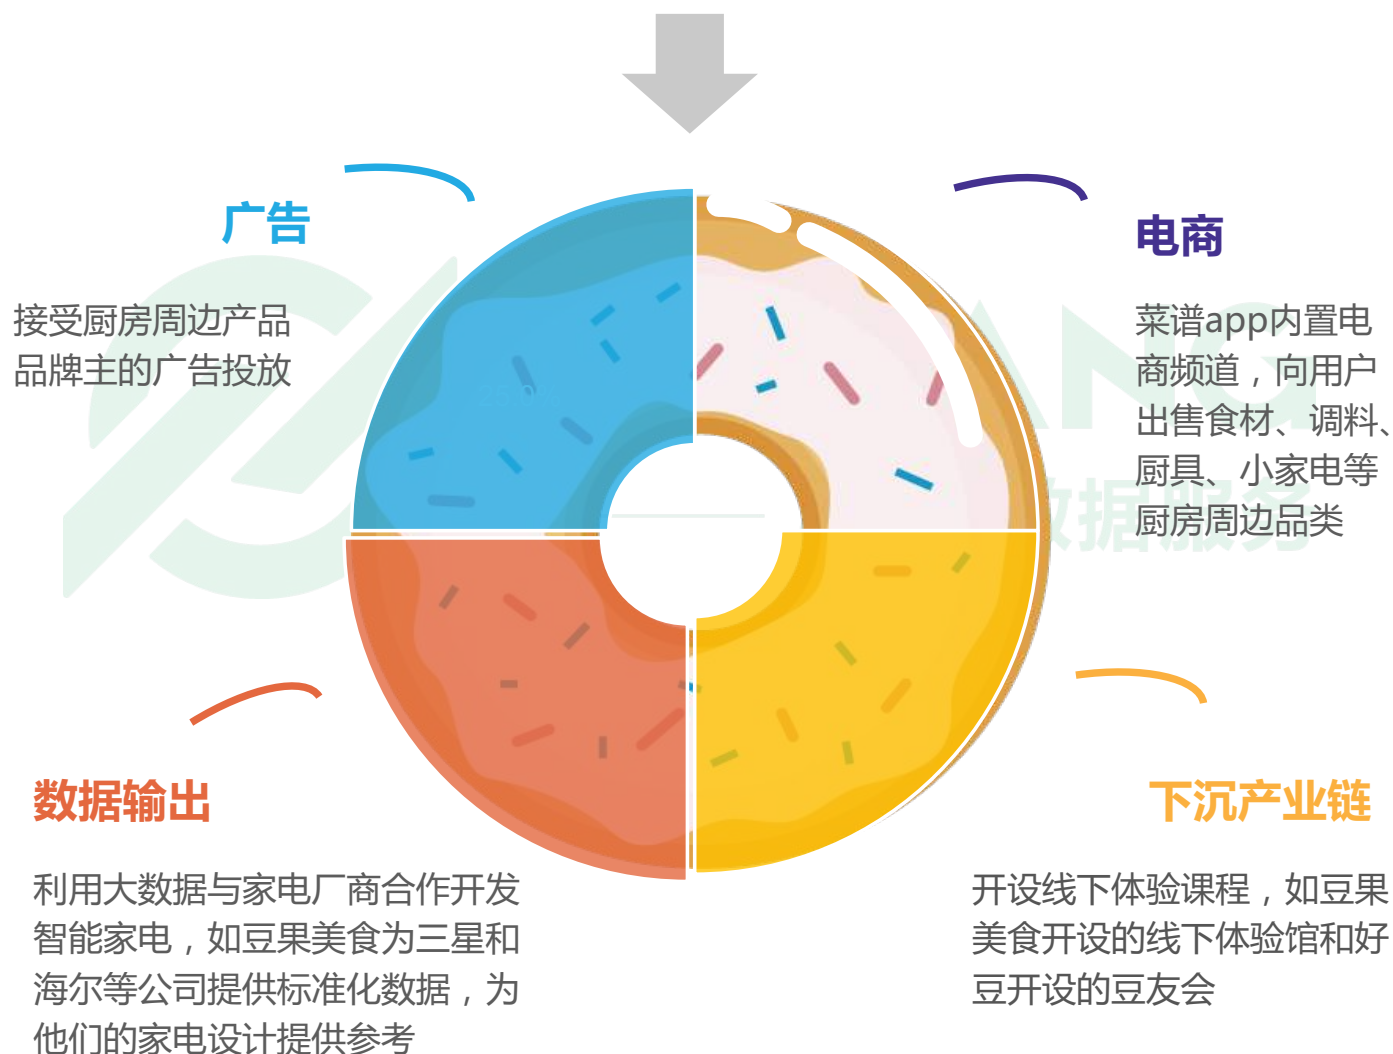 广告
接受厨房周边产品
品牌主的广告投放
电商
菜谱app内置电
商频道，向用户
出售食材、调料、
厨具、小家电等
厨房周边品类
数据服务
数据输出
利用大数据与家电厂商合作开发
智能家电，如豆果美食为三星和
海尔等公司提供标准化数据，为
他们的家电设计提供参考
下沉产业链
开设线下体验课程，如豆果
美食开设的线下体验馆和好
豆开设的豆友会